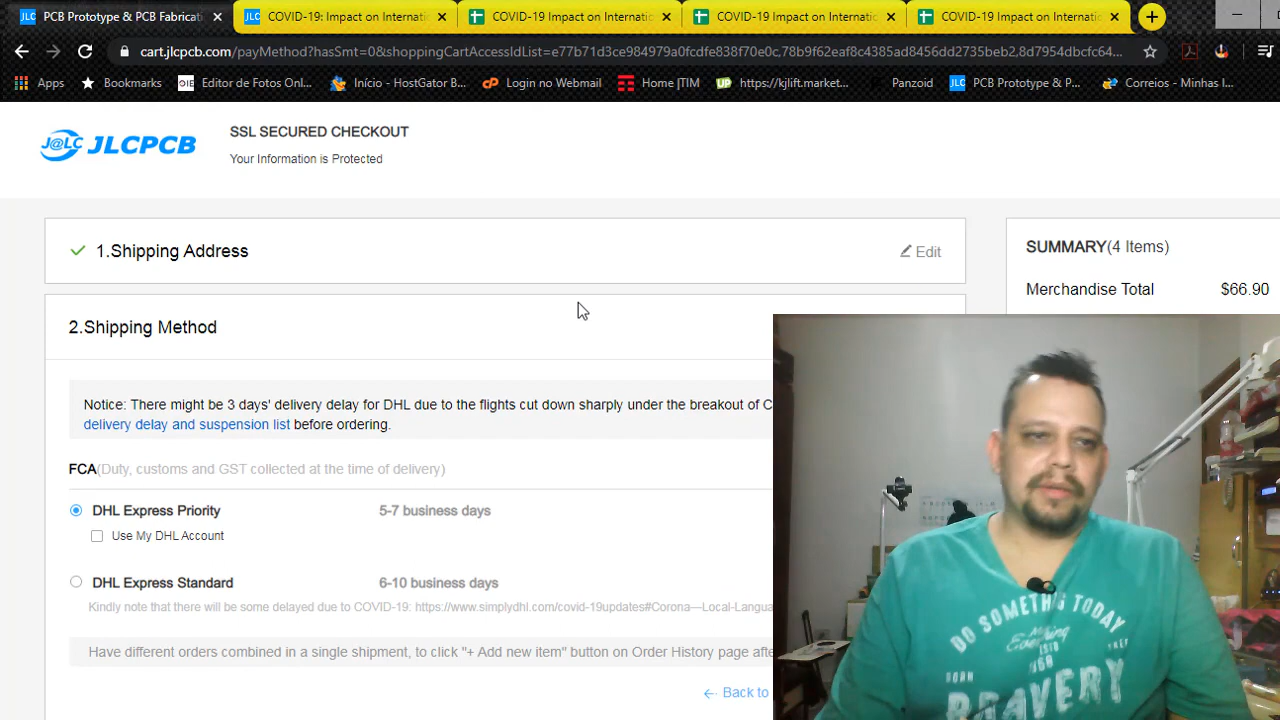 PCB Prototype & PCB Fabricati
COVID-19: Impact on Internatio
COVID-19 Impact on Internatic
COVID-19 Impact on Internatic
COVID-19 Impact on Internatic
cart.jlcpcb.com/payMethod?hasSmt=0&shoppingCartAccessIdList=e77b71d3ce984979a0fcdfe838f70e0c,78b9f62eaf8c4385ad8456dd2735beb2,8d7954dbcfc64...
Apps
Bookmarks
Editor de Fotos Onl...
Início - HostGator B...
Login no Webmail
Home |TIM
https://kjlift.market...
Panzoid
PCB Prototype & P...
Correios - Minhas I...
J@LC JLCPCB
SSL SECURED CHECKOUT
Your Information is Protected
1.Shipping Address
Edit
SUMMARY(4 Items)
Merchandise Total $66.90
2.Shipping Method
Notice: There might be 3 days' delivery delay for DHL due to the flights cut down sharply under the breakout of C
delivery delay and suspension list before ordering.
FCA(Duty, customs and GST collected at the time of delivery)
DHL Express Priority 5-7 business days
Use My DHL Account
DHL Express Standard 6-10 business days
Kindly note that there will be some delayed due to COVID-19: https://www.simplydhl.com/covid-19updates#Corona—Local-Langua
Have different orders combined in a single shipment, to click "+ Add new item" button on Order History page afte
Back to
DO SOMETHING TODAY
BORN
1968
THEY
BRAVERY